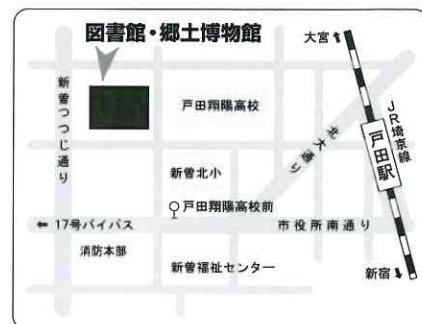 図書館・郷土博物館
大宮
新曽つつじ通り
戸田翔陽高校
北大通り
JR埼京線
戸田駅
新曽北小
戸田翔陽高校前
← 17号バイパス
市役所南通り
消防本部
新曽福祉センター
新宿